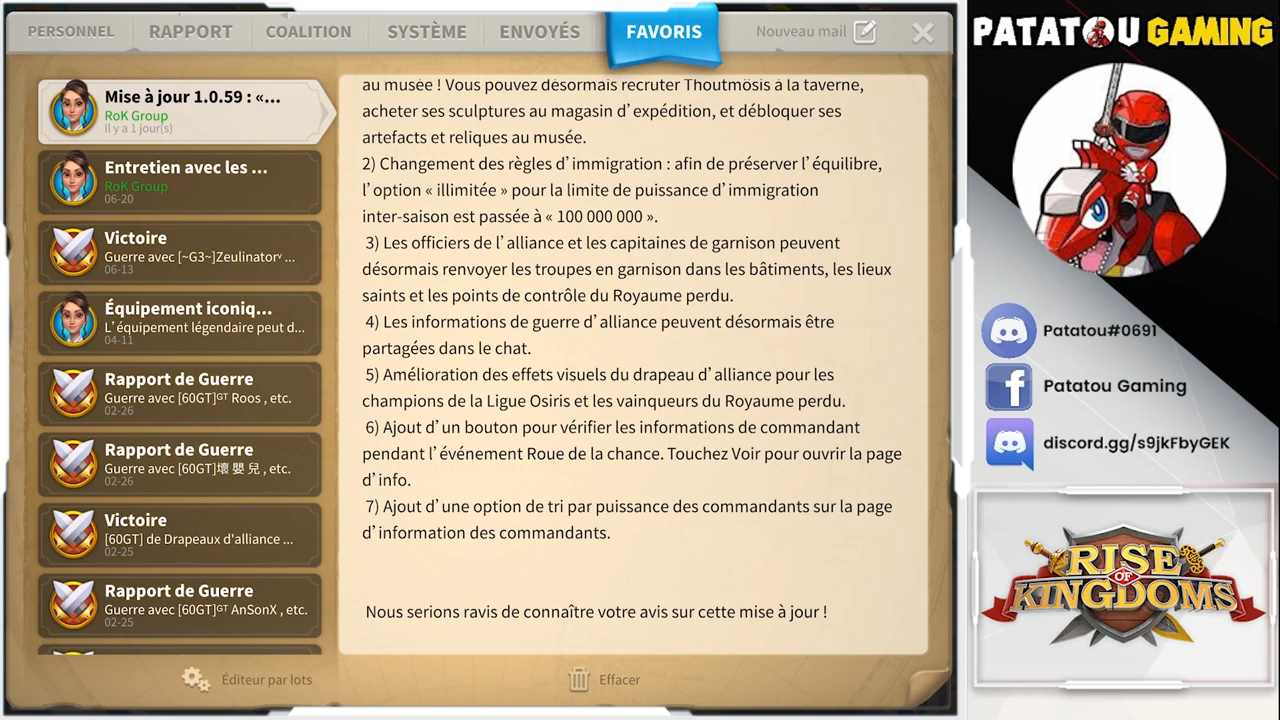 PERSONNEL
RAPPORT
COALITION
SYSTÈME
ENVOYÉS
FAVORIS
Nouveau mail
Mise à jour 1.0.59 : «...
RoK Group
Il y a 1 jour(s)
Entretien avec les ...
RoK Group
06-20
Victoire
Guerre avec [~G3~]Zeulinatorᵛ ...
06-13
Équipement iconiq...
L'équipement légendaire peut d...
04-11
Rapport de Guerre
Guerre avec [60GT]ᴳᵀ Roos , etc.
02-26
Rapport de Guerre
Guerre avec [60GT]壞 嬰 兒 , etc.
02-26
Victoire
[60GT] de Drapeaux d'alliance ...
02-25
Rapport de Guerre
Guerre avec [60GT]ᴳᵀ AnSonX , etc.
02-25
au musée ! Vous pouvez désormais recruter Thoutmôsis à la taverne,
acheter ses sculptures au magasin d'expédition, et débloquer ses
artefacts et reliques au musée.
2) Changement des règles d'immigration : afin de préserver l'équilibre,
l'option « illimitée » pour la limite de puissance d'immigration
inter-saison est passée à « 100 000 000 ».
3) Les officiers de l'alliance et les capitaines de garnison peuvent
désormais renvoyer les troupes en garnison dans les bâtiments, les lieux
saints et les points de contrôle du Royaume perdu.
4) Les informations de guerre d'alliance peuvent désormais être
partagées dans le chat.
5) Amélioration des effets visuels du drapeau d'alliance pour les
champions de la Ligue Osiris et les vainqueurs du Royaume perdu.
6) Ajout d'un bouton pour vérifier les informations de commandant
pendant l'événement Roue de la chance. Touchez Voir pour ouvrir la page
d'info.
7) Ajout d'une option de tri par puissance des commandants sur la page
d'information des commandants.
Nous serions ravis de connaître votre avis sur cette mise à jour !
Éditeur par lots
Effacer
PATATOU GAMING
Patatou#0691
Patatou Gaming
discord.gg/s9jkFbyGEK
RISE
OF
KINGDOMS